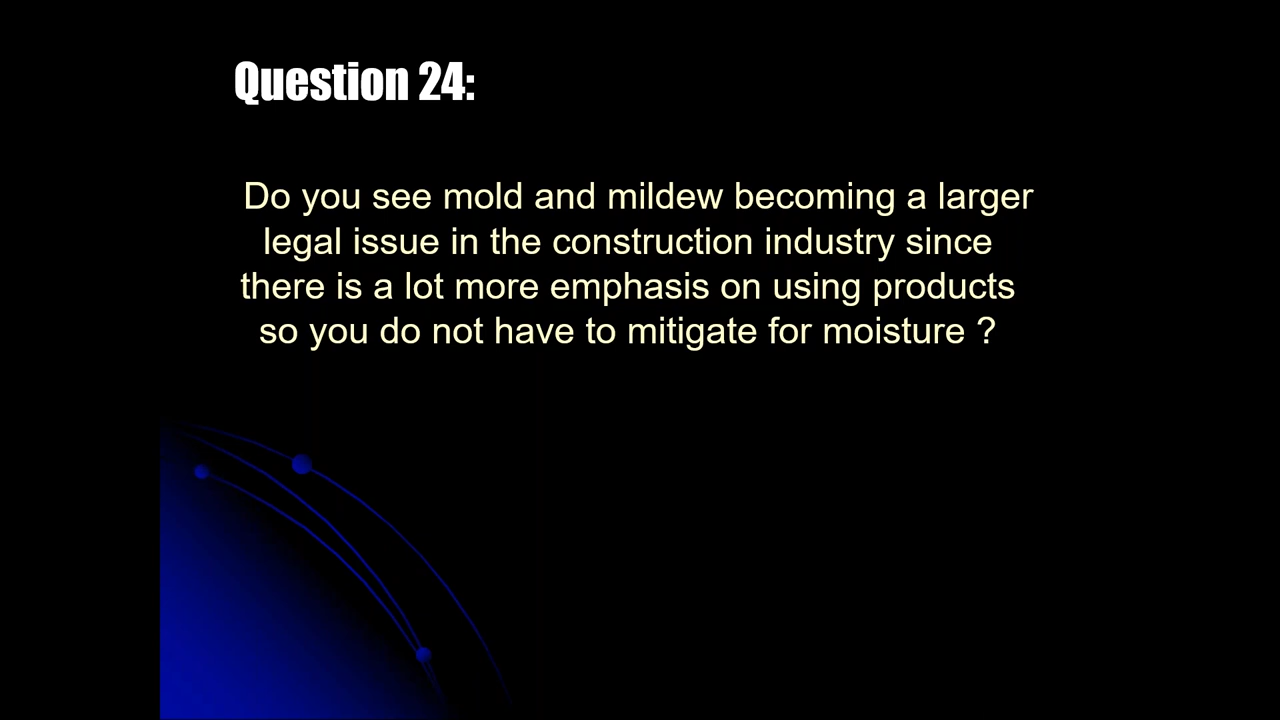 Question 24:
Do you see mold and mildew becoming a larger
legal issue in the construction industry since
there is a lot more emphasis on using products
so you do not have to mitigate for moisture ?